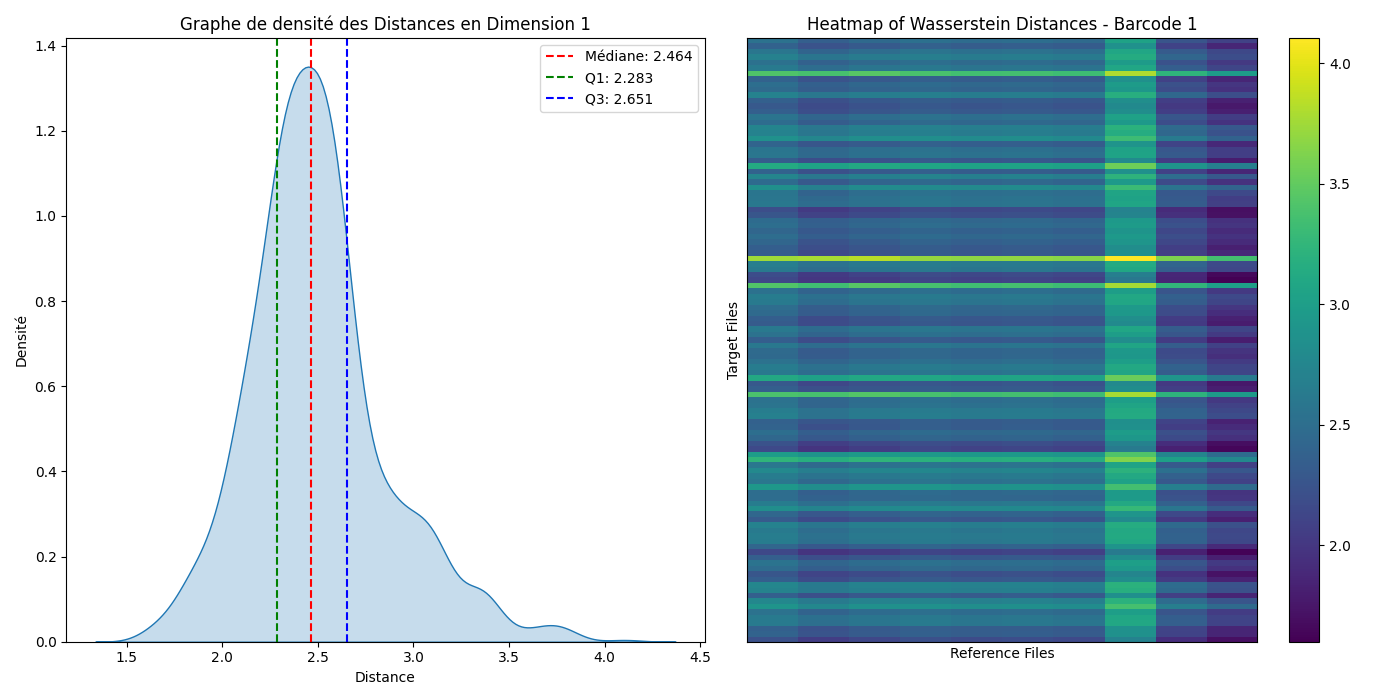 Graphe de densité des Distances en Dimension 1
Médiane: 2.464
Q1: 2.283
Q3: 2.651
1.4
1.2
1.0
0.8
0.6
0.4
0.2
0.0
Densité
1.5 2.0 2.5 3.0 3.5 4.0 4.5
Distance
Heatmap of Wasserstein Distances - Barcode 1
Target Files
Reference Files
4.0
3.5
3.0
2.5
2.0